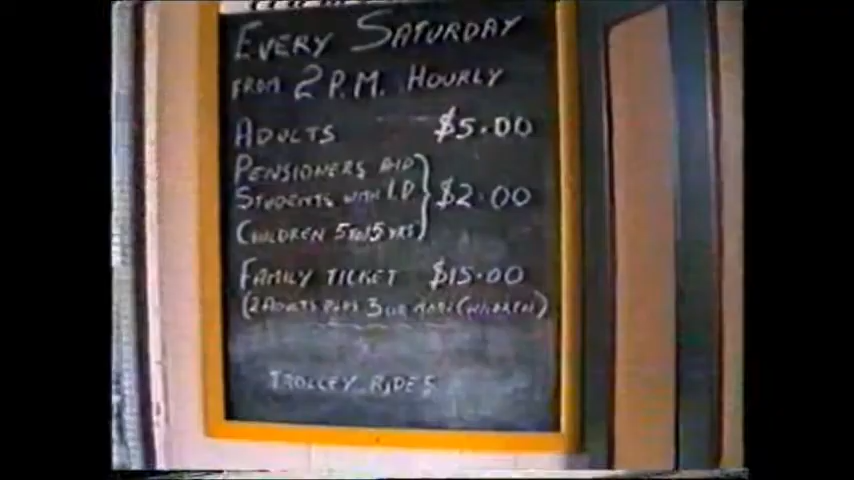 EVERY SATURDAY
FROM 2 P.M. HOURLY
ADULTS $5.00
PENSIONERS AND
STUDENTS WITH I.D } $2.00
CHILDREN 5 TO 15 YRS
FAMILY TICKET $15.00
(2 ADULTS PLUS 3 OR MORE CHILDREN)
TROLLEY RIDES